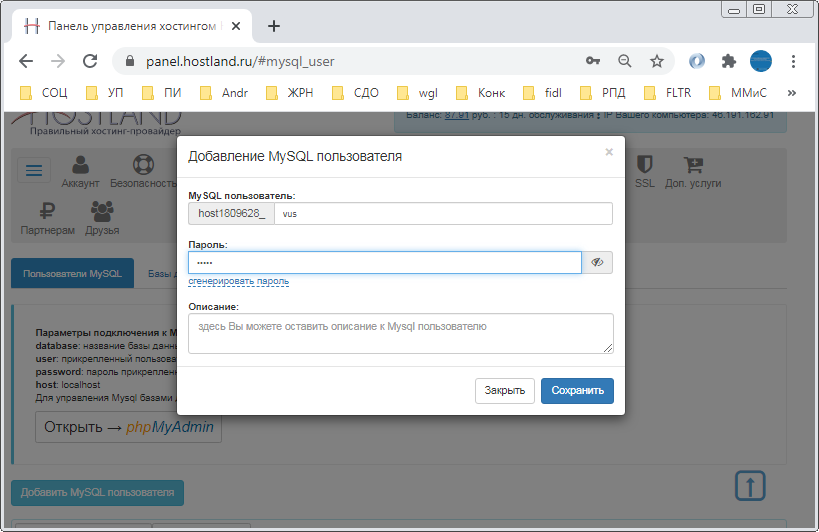 Панель управления хостингом
panel.hostland.ru/#mysql_user
СОЦ УП ПИ Andr ЖРН СДО wgl Конк fidl РПД FLTR ММиС »
HOSTLAND
Правильный хостинг-провайдер
Баланс: 87.91 руб. : 15 дн. обслуживания : IP Вашего компьютера: 46.191.162.91
Аккаунт Безопасность SSL Доп. услуги
Партнерам Друзья
Пользователи MySQL Базы д
Параметры подключения к M
database: название базы данны
user: прикрепленный пользова
password: пароль прикрепленн
host: localhost
Для управления Mysql базами д
Открыть → phpMyAdmin
Добавить MySQL пользователя
Добавление MySQL пользователя ×
MySQL пользователь:
host1809628_ vus
Пароль:
•••••
сгенерировать пароль
Описание:
здесь Вы можете оставить описание к Mysql пользователю
Закрыть Сохранить